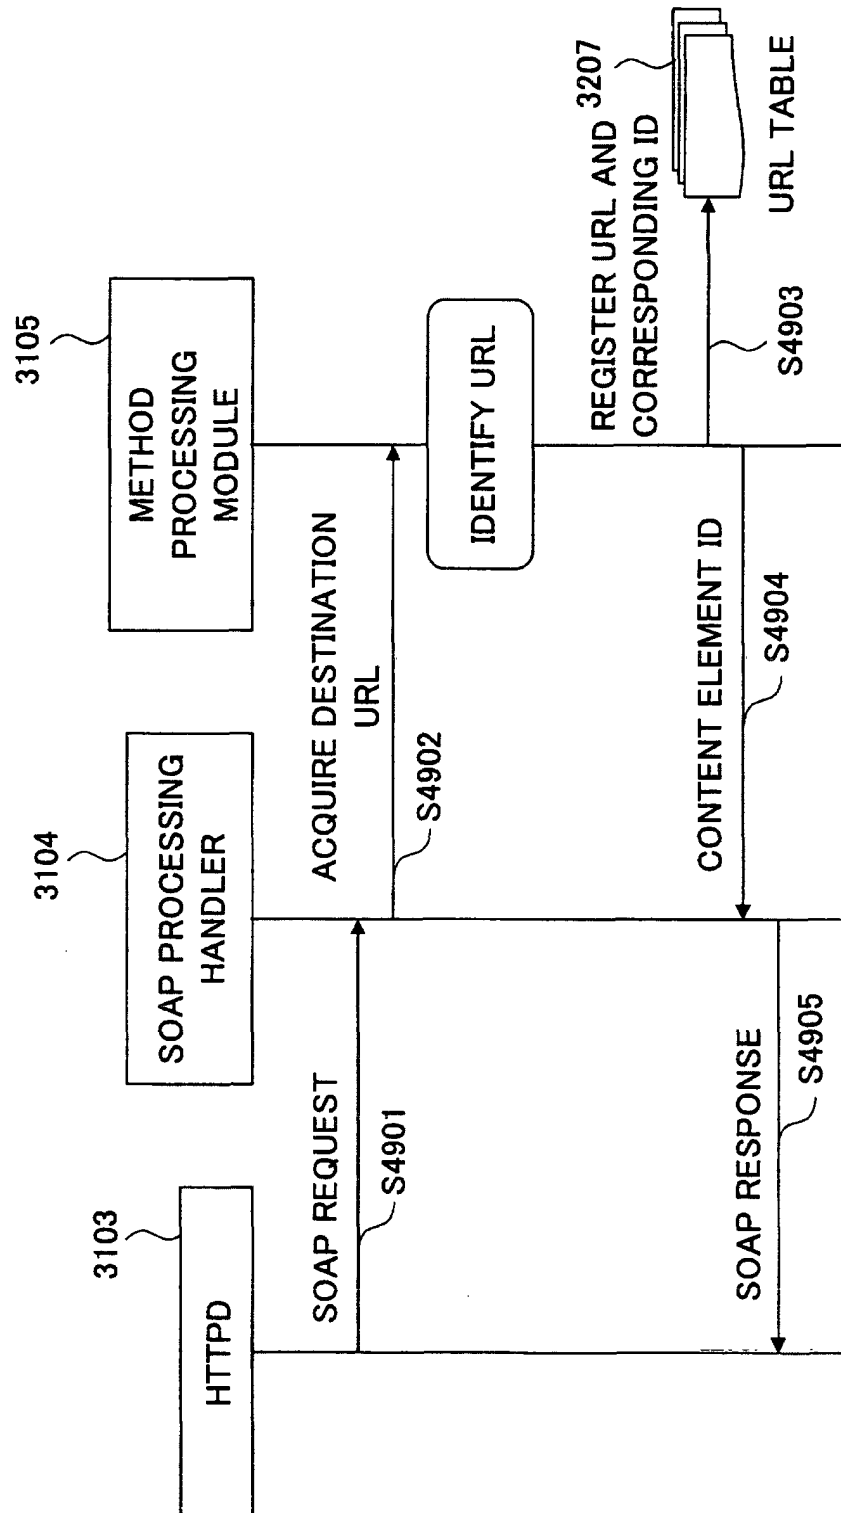 3103
HTTPD
3104
SOAP PROCESSING
HANDLER
3105
METHOD
PROCESSING
MODULE
SOAP REQUEST
S4901
ACQUIRE DESTINATION
URL
S4902
IDENTIFY URL
REGISTER URL AND
CORRESPONDING ID
3207
URL TABLE
S4903
CONTENT ELEMENT ID
S4904
SOAP RESPONSE
S4905